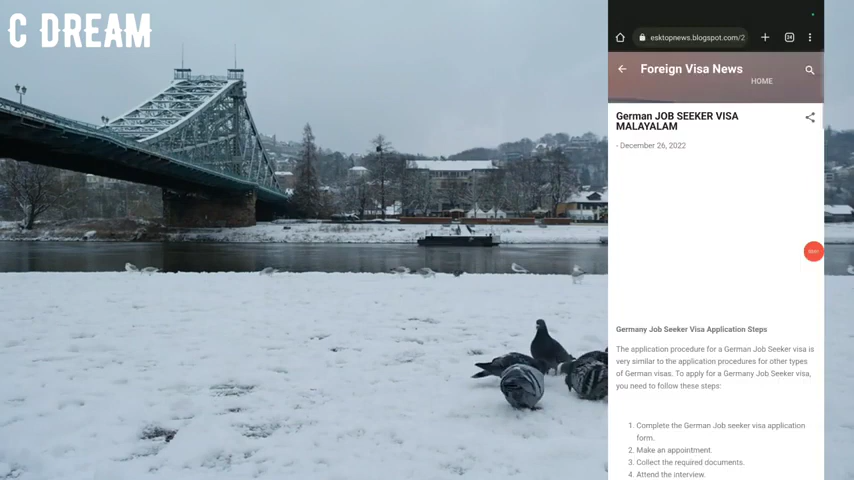 C DREAM
esktopnews.blogspot.com/2
Foreign Visa News
HOME
German JOB SEEKER VISA
MALAYALAM
- December 26, 2022
Germany Job Seeker Visa Application Steps
The application procedure for a German Job Seeker visa is
very similar to the application procedures for other types
of German visas. To apply for a Germany Job Seeker visa,
you need to follow these steps:
1. Complete the German Job seeker visa application
form.
2. Make an appointment.
3. Collect the required documents.
4. Attend the interview.